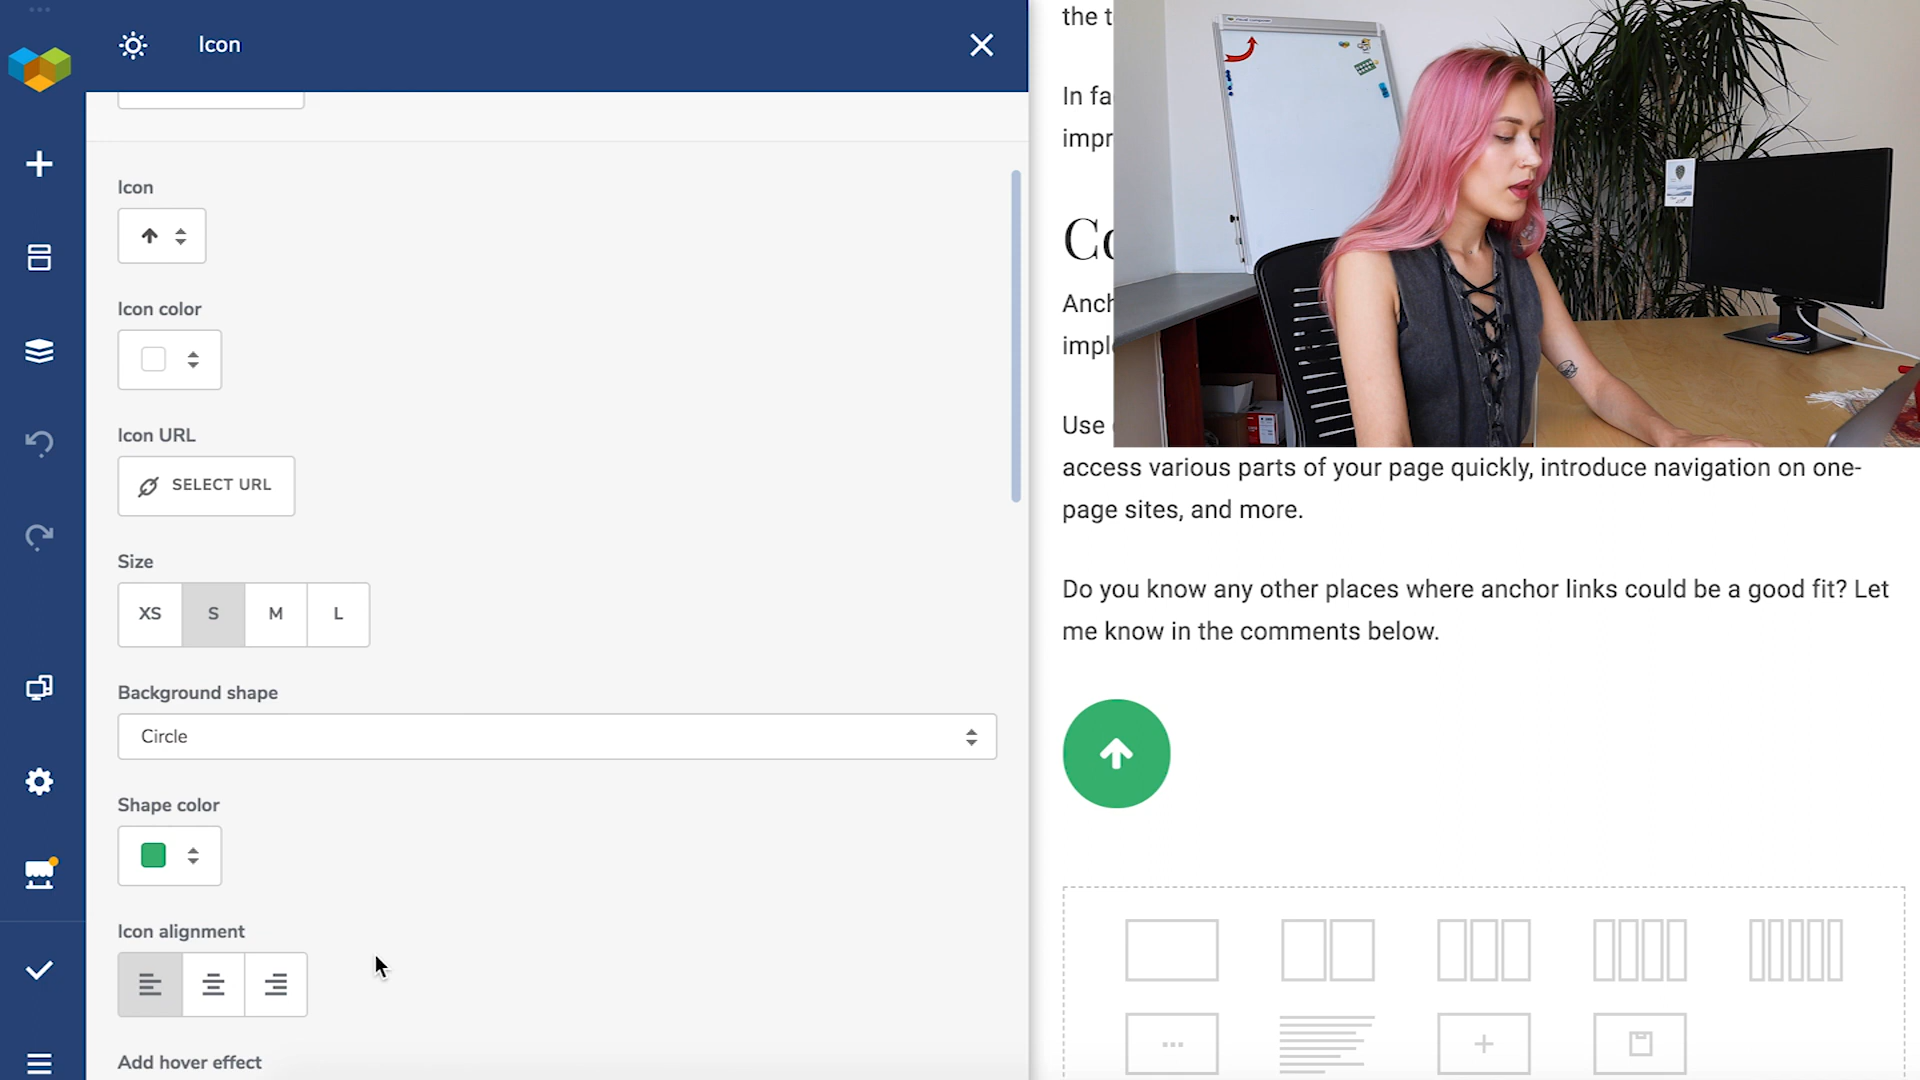 Icon
Icon
Icon color
Icon URL
SELECT URL
Size
XS S M L
Background shape
Circle
Shape color
Icon alignment
Add hover effect
the t
In fa
impr
Co
Anch
imple
Use
access various parts of your page quickly, introduce navigation on one-
page sites, and more.
Do you know any other places where anchor links could be a good fit? Let
me know in the comments below.